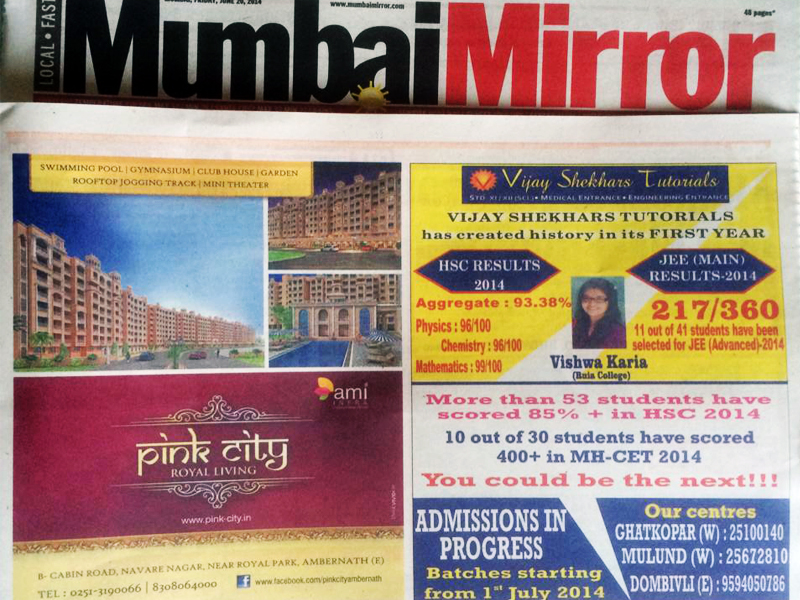 LOCAL • FAST
MUMBAI, FRIDAY, JUNE 20, 2014
www.mumbaimirror.com
48 pages*
Mumbai Mirror
SWIMMING POOL | GYMNASIUM | CLUB HOUSE | GARDEN
ROOFTOP JOGGING TRACK | MINI THEATER
ami
INFRA
pink city
ROYAL LIVING
www.pink-city.in
B- CABIN ROAD, NAVARE NAGAR, NEAR ROYAL PARK, AMBERNATH (E)
TEL : 0251-3190066 | 8308064000
f www.facebook.com/pinkcityambernath
Vijay Shekhars Tutorials
STD XI / XII (SCI.) • MEDICAL ENTRANCE • ENGINEERING ENTRANCE
VIJAY SHEKHARS TUTORIALS
has created history in its FIRST YEAR
HSC RESULTS
2014
JEE (MAIN)
RESULTS-2014
Aggregate : 93.38%
Physics : 96/100
Chemistry : 96/100
Mathematics : 99/100
217/360
11 out of 41 students have been
selected for JEE (Advanced)-2014
Vishwa Karia
(Ruia College)
More than 53 students have
scored 85% + in HSC 2014
10 out of 30 students have scored
400+ in MH-CET 2014
You could be the next!!!
ADMISSIONS IN
PROGRESS
Batches starting
from 1st July 2014
Our centres
GHATKOPAR (W) : 25100140
MULUND (W) : 25672810
DOMBIVLI (E) : 9594050786